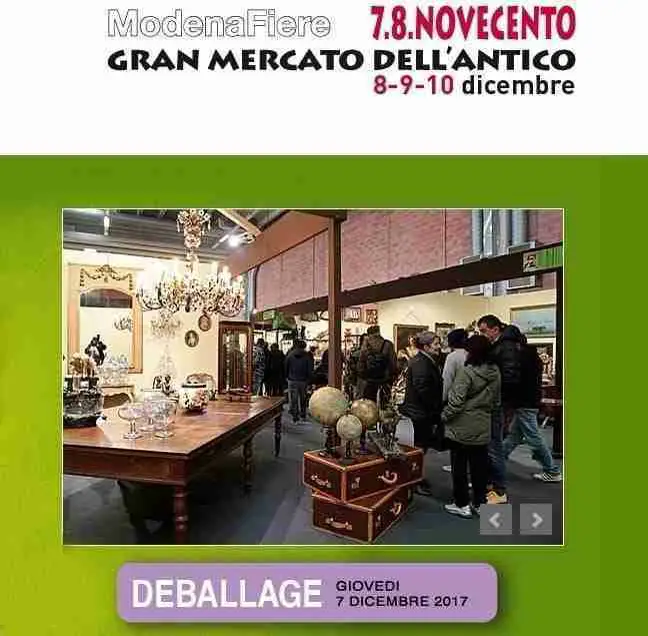 ModenaFiere 7.8.NOVECENTO
GRAN MERCATO DELL'ANTICO
8-9-10 dicembre
DEBALLAGE GIOVEDI
7 DICEMBRE 2017